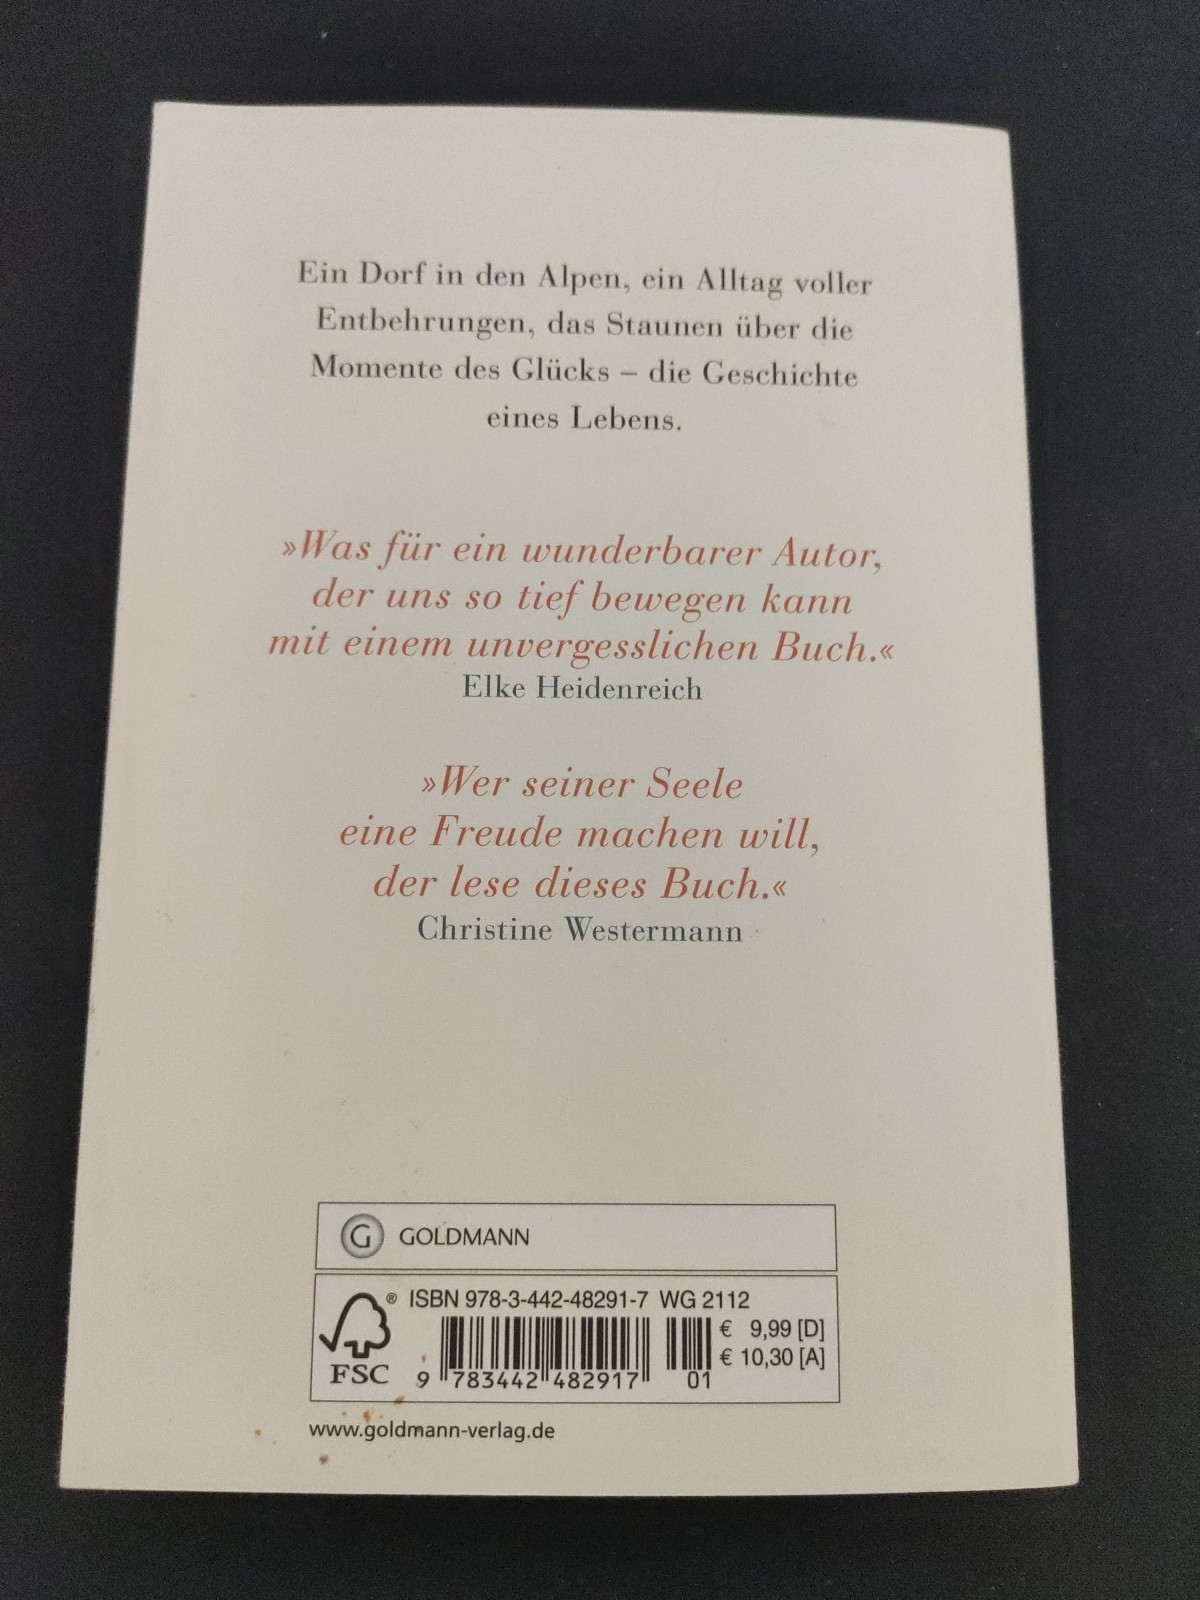 Ein Dorf in den Alpen, ein Alltag voller
Entbehrungen, das Staunen über die
Momente des Glücks – die Geschichte
eines Lebens.
»Was für ein wunderbarer Autor,
der uns so tief bewegen kann
mit einem unvergesslichen Buch.«
Elke Heidenreich
»Wer seiner Seele
eine Freude machen will,
der lese dieses Buch.«
Christine Westermann
G GOLDMANN
® ISBN 978-3-442-48291-7 WG 2112
€ 9,99 [D]
€ 10,30 [A]
FSC 9 783442 482917 01
www.goldmann-verlag.de